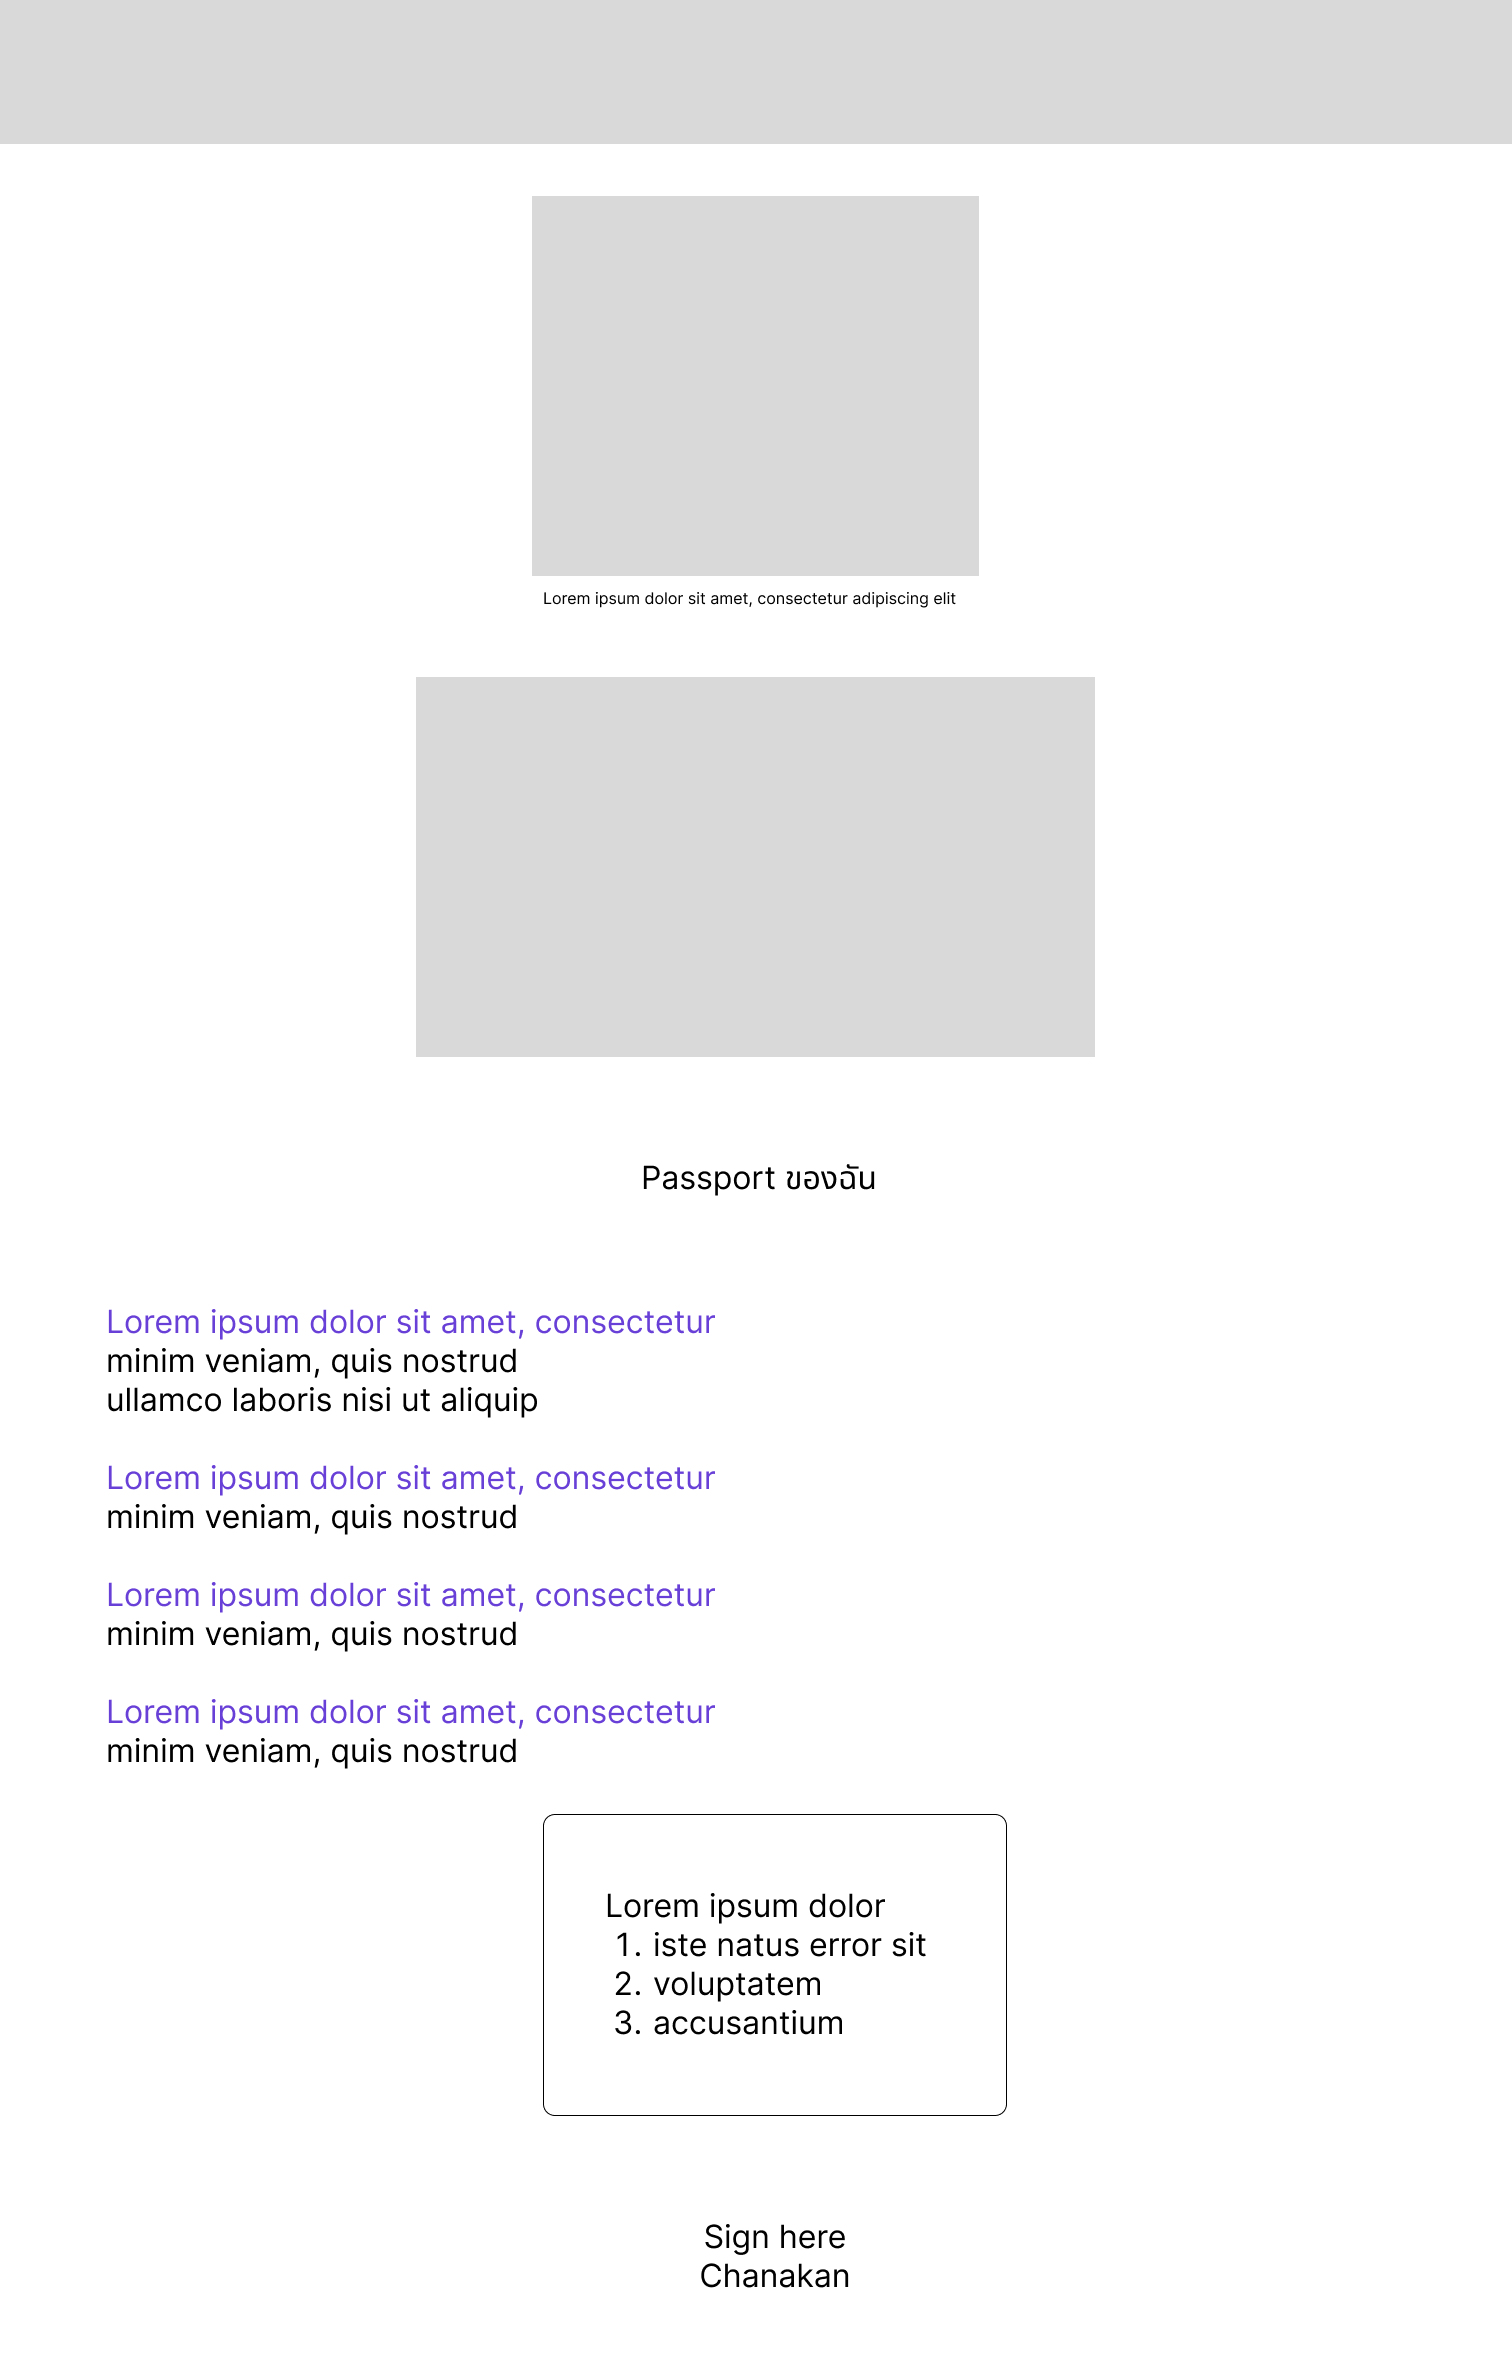 Lorem ipsum dolor sit amet, consectetur adipiscing elit
Passport ของฉัน
Lorem ipsum dolor sit amet, consectetur
minim veniam, quis nostrud
ullamco laboris nisi ut aliquip
Lorem ipsum dolor sit amet, consectetur
minim veniam, quis nostrud
Lorem ipsum dolor sit amet, consectetur
minim veniam, quis nostrud
Lorem ipsum dolor sit amet, consectetur
minim veniam, quis nostrud
Lorem ipsum dolor
1. iste natus error sit
2. voluptatem
3. accusantium
Sign here
Chanakan